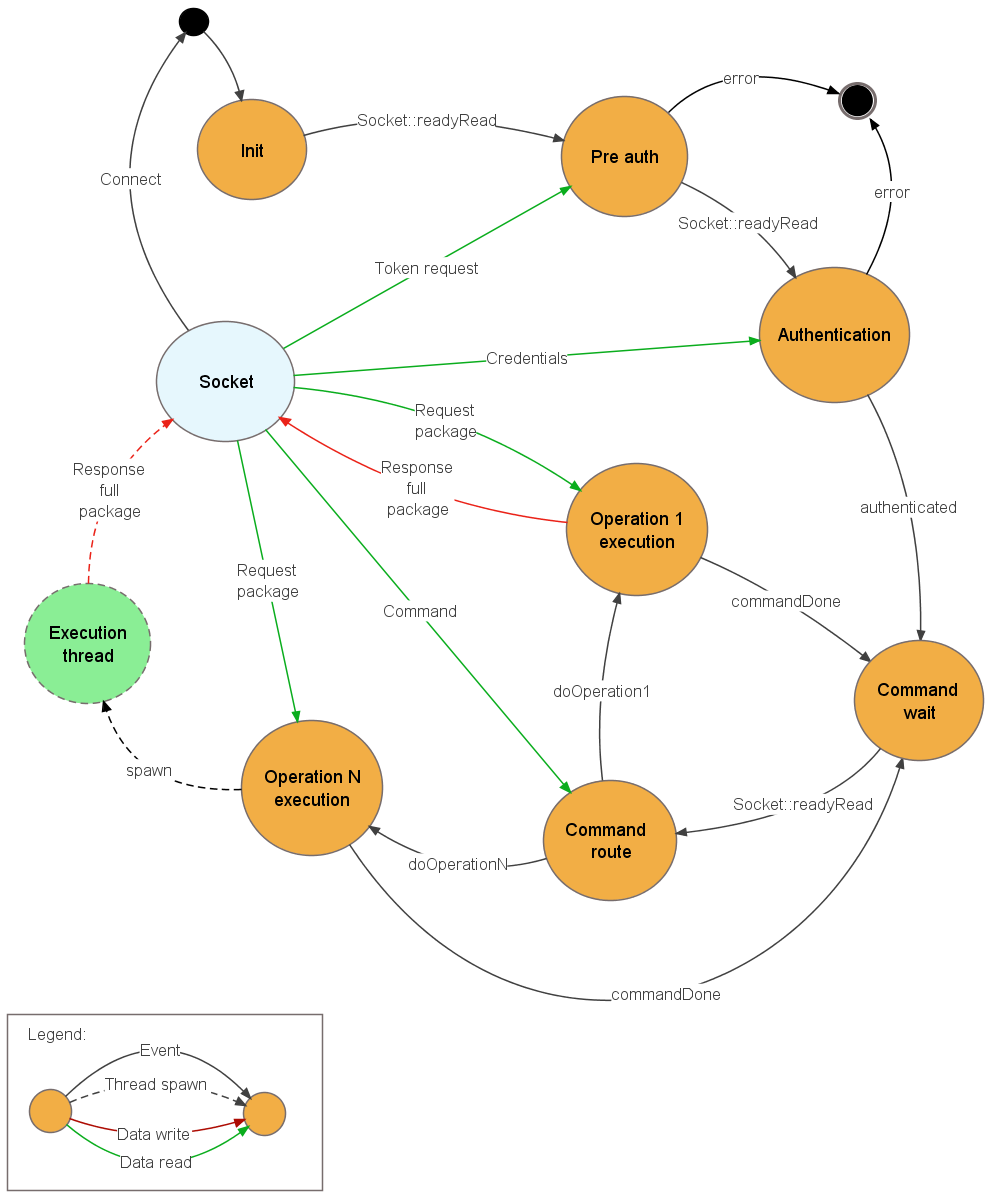 error
Init
Socket::readyRead
Pre auth
Connect
error
Socket::readyRead
Token request
Authentication
Credentials
Socket
Request
package
Response
full
package
Response
full
package
authenticated
Operation 1
execution
Request
package
commandDone
Command
Execution
thread
doOperation1
Command
wait
spawn
Operation N
execution
Socket::readyRead
Command
route
doOperationN
commandDone
Legend:
Event
Thread spawn
Data write
Data read